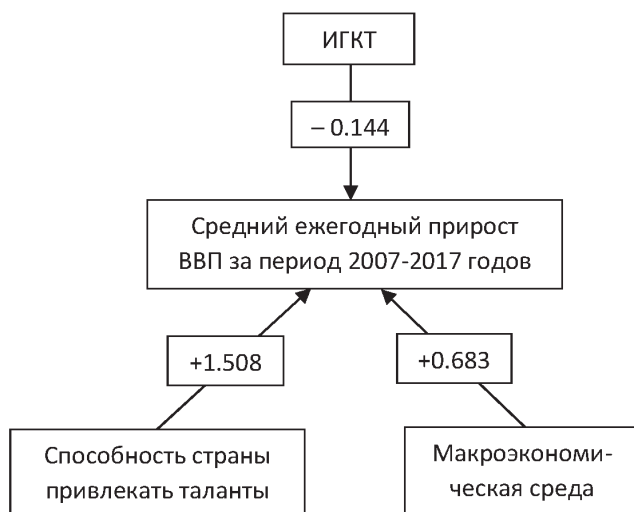 ИГКТ
– 0.144
Средний ежегодный прирост
ВВП за период 2007-2017 годов
+1.508
+0.683
Способность страны
привлекать таланты
Макроэкономи-
ческая среда